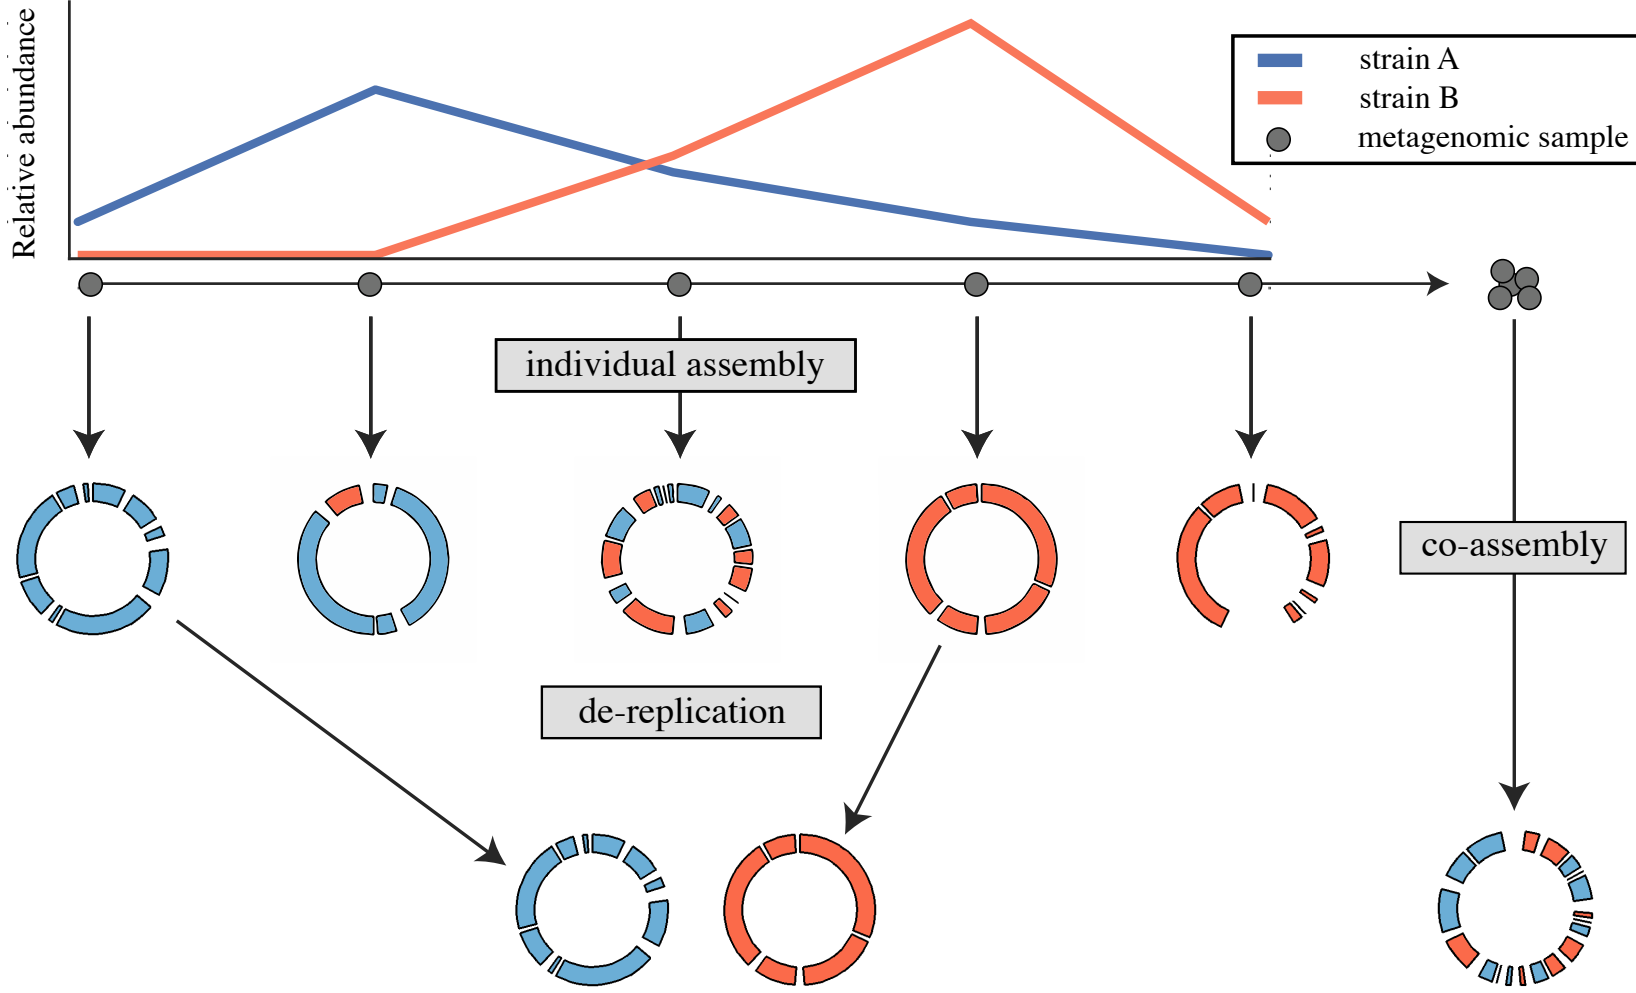 Relative abundance
strain A
strain B
metagenomic sample
individual assembly
co-assembly
de-replication